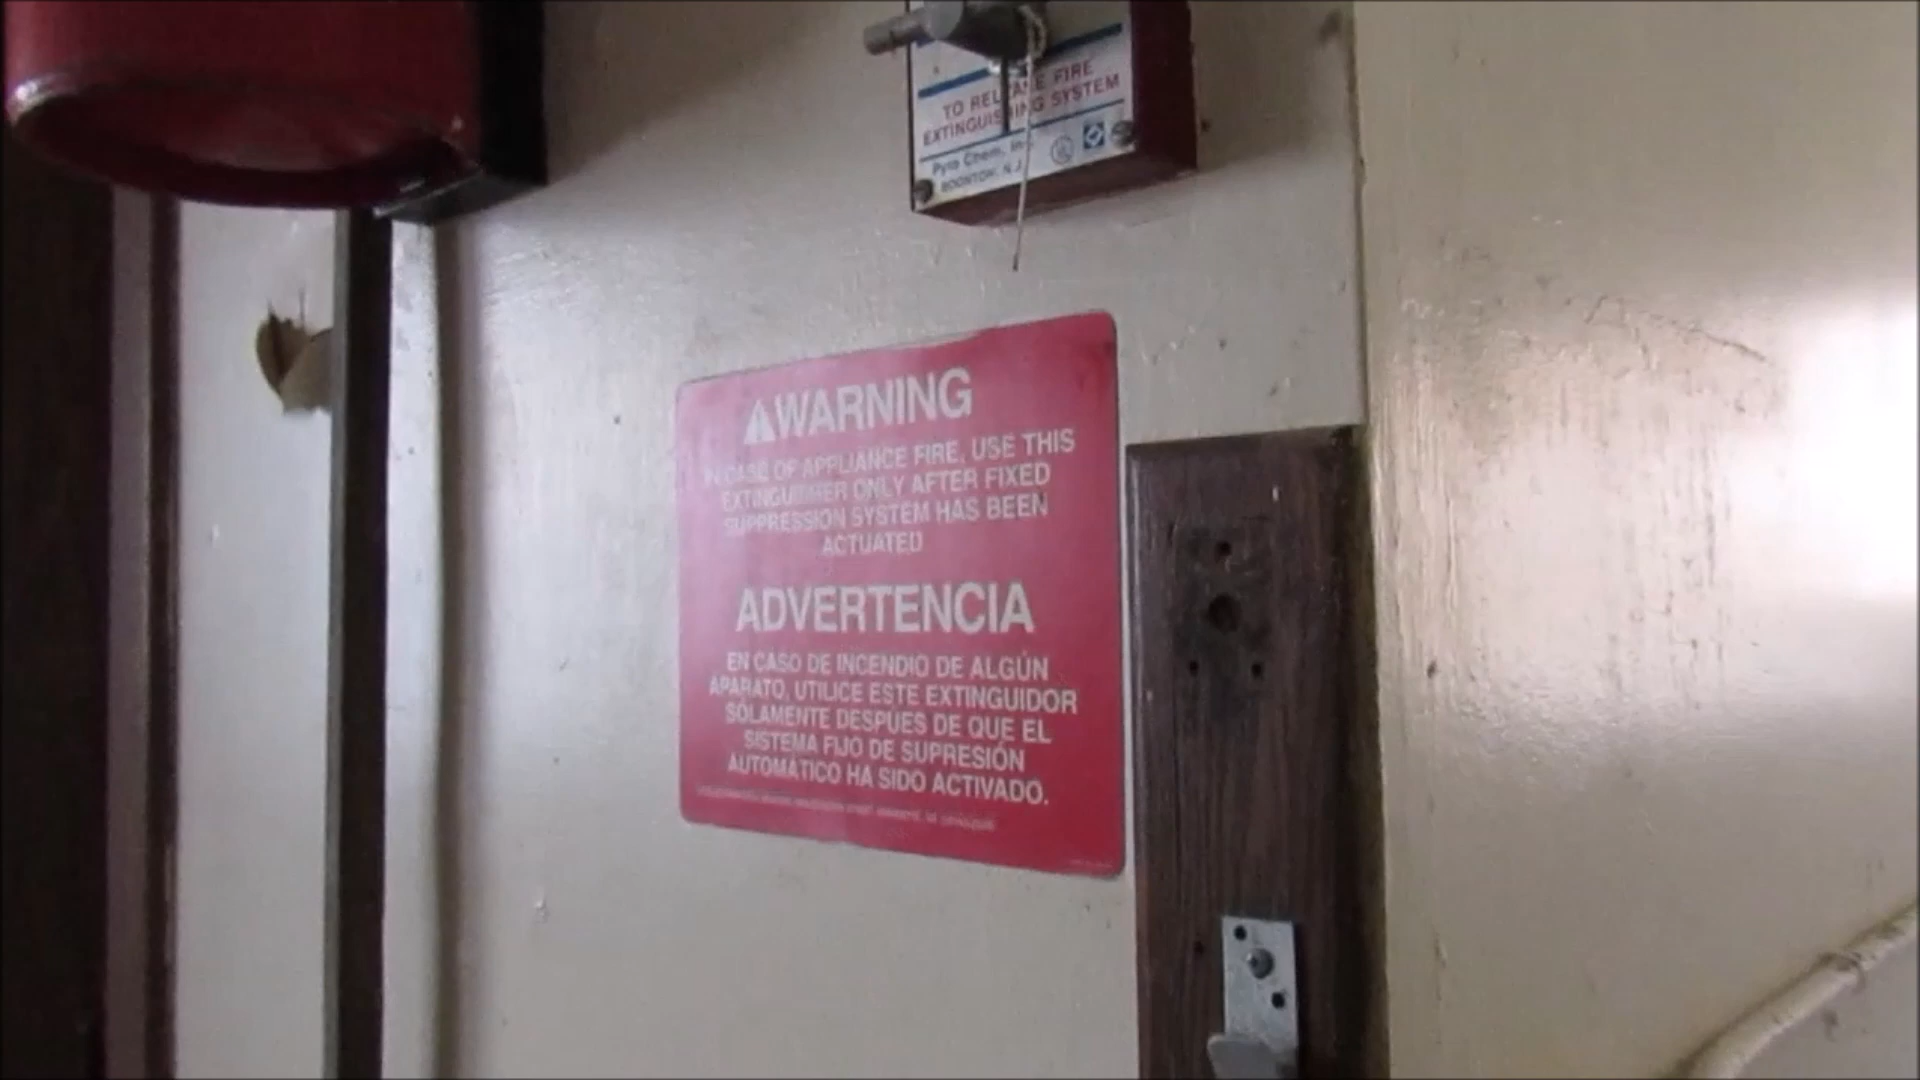 TO RELEASE FIRE
EXTINGUISHING SYSTEM
Pyro Chem, Inc.
BOONTON, N.J.
WARNING
IN CASE OF APPLIANCE FIRE, USE THIS
EXTINGUISHER ONLY AFTER FIXED
SUPPRESSION SYSTEM HAS BEEN
ACTUATED
ADVERTENCIA
EN CASO DE INCENDIO DE ALGÚN
APARATO, UTILICE ESTE EXTINGUIDOR
SOLAMENTE DESPUES DE QUE EL
SISTEMA FIJO DE SUPRESIÓN
AUTOMÁTICO HA SIDO ACTIVADO.